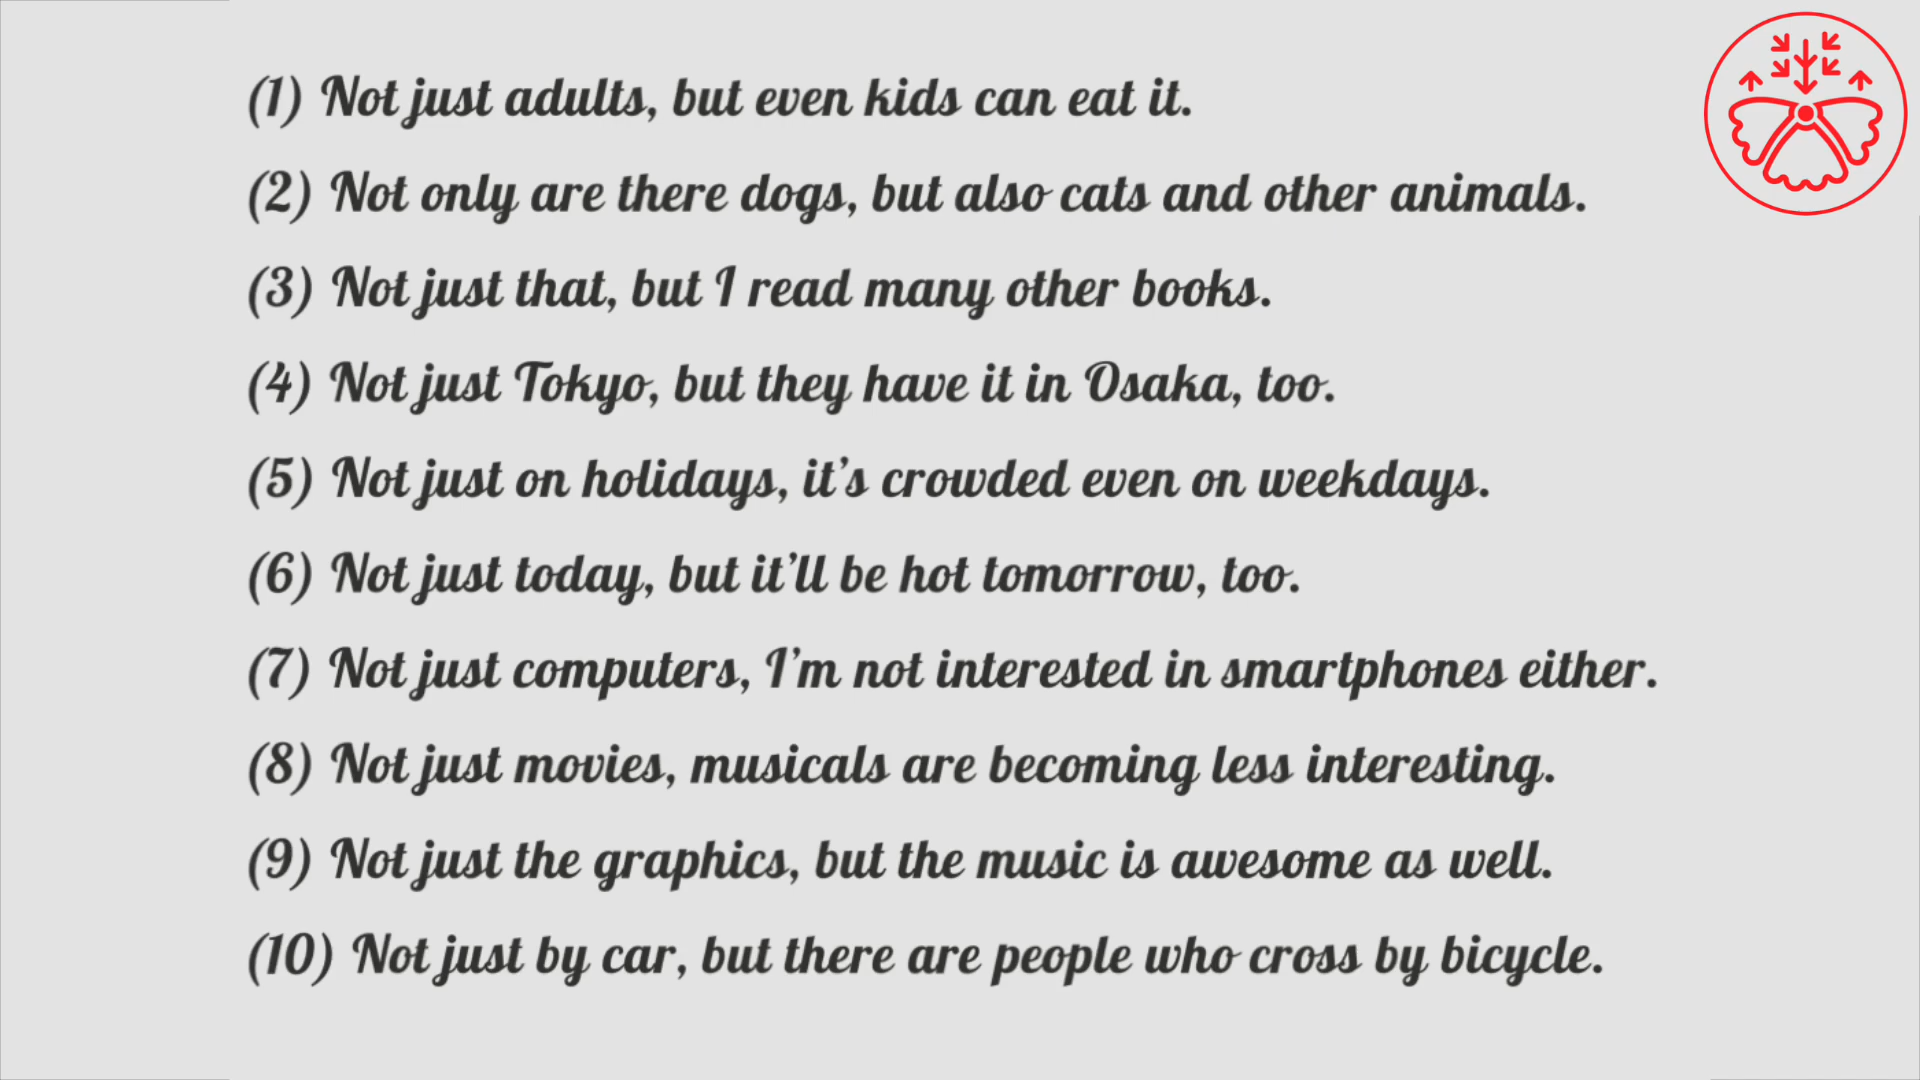 (1) Not just adults, but even kids can eat it.
(2) Not only are there dogs, but also cats and other animals.
(3) Not just that, but I read many other books.
(4) Not just Tokyo, but they have it in Osaka, too.
(5) Not just on holidays, it’s crowded even on weekdays.
(6) Not just today, but it’ll be hot tomorrow, too.
(7) Not just computers, I’m not interested in smartphones either.
(8) Not just movies, musicals are becoming less interesting.
(9) Not just the graphics, but the music is awesome as well.
(10) Not just by car, but there are people who cross by bicycle.